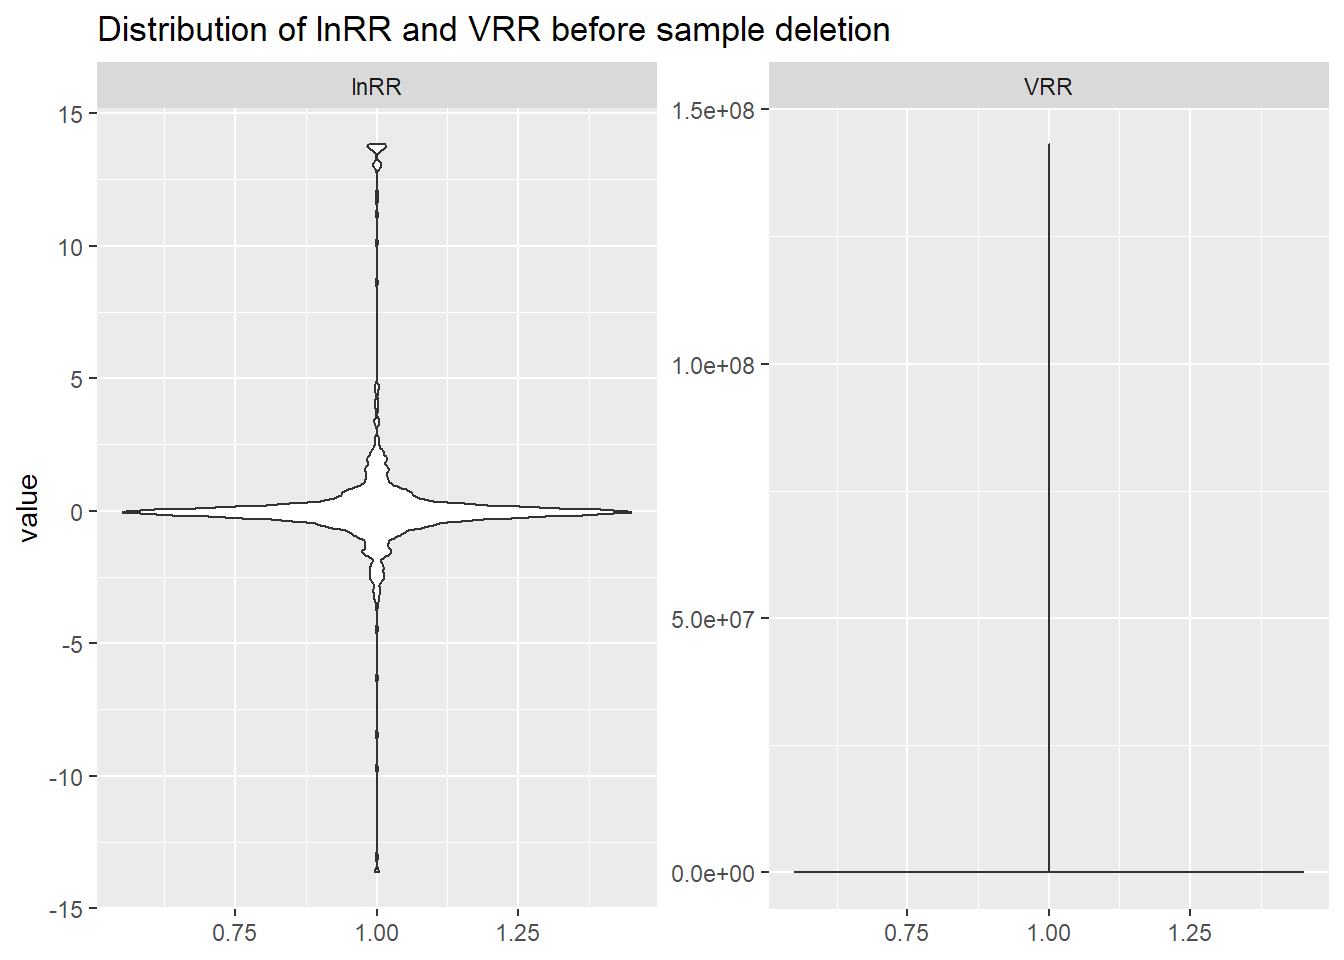 Distribution of lnRR and VRR before sample deletion
lnRR
VRR
value
15
10
5
0
-5
-10
-15
1.5e+08
1.0e+08
5.0e+07
0.0e+00
0.75
1.00
1.25
0.75
1.00
1.25